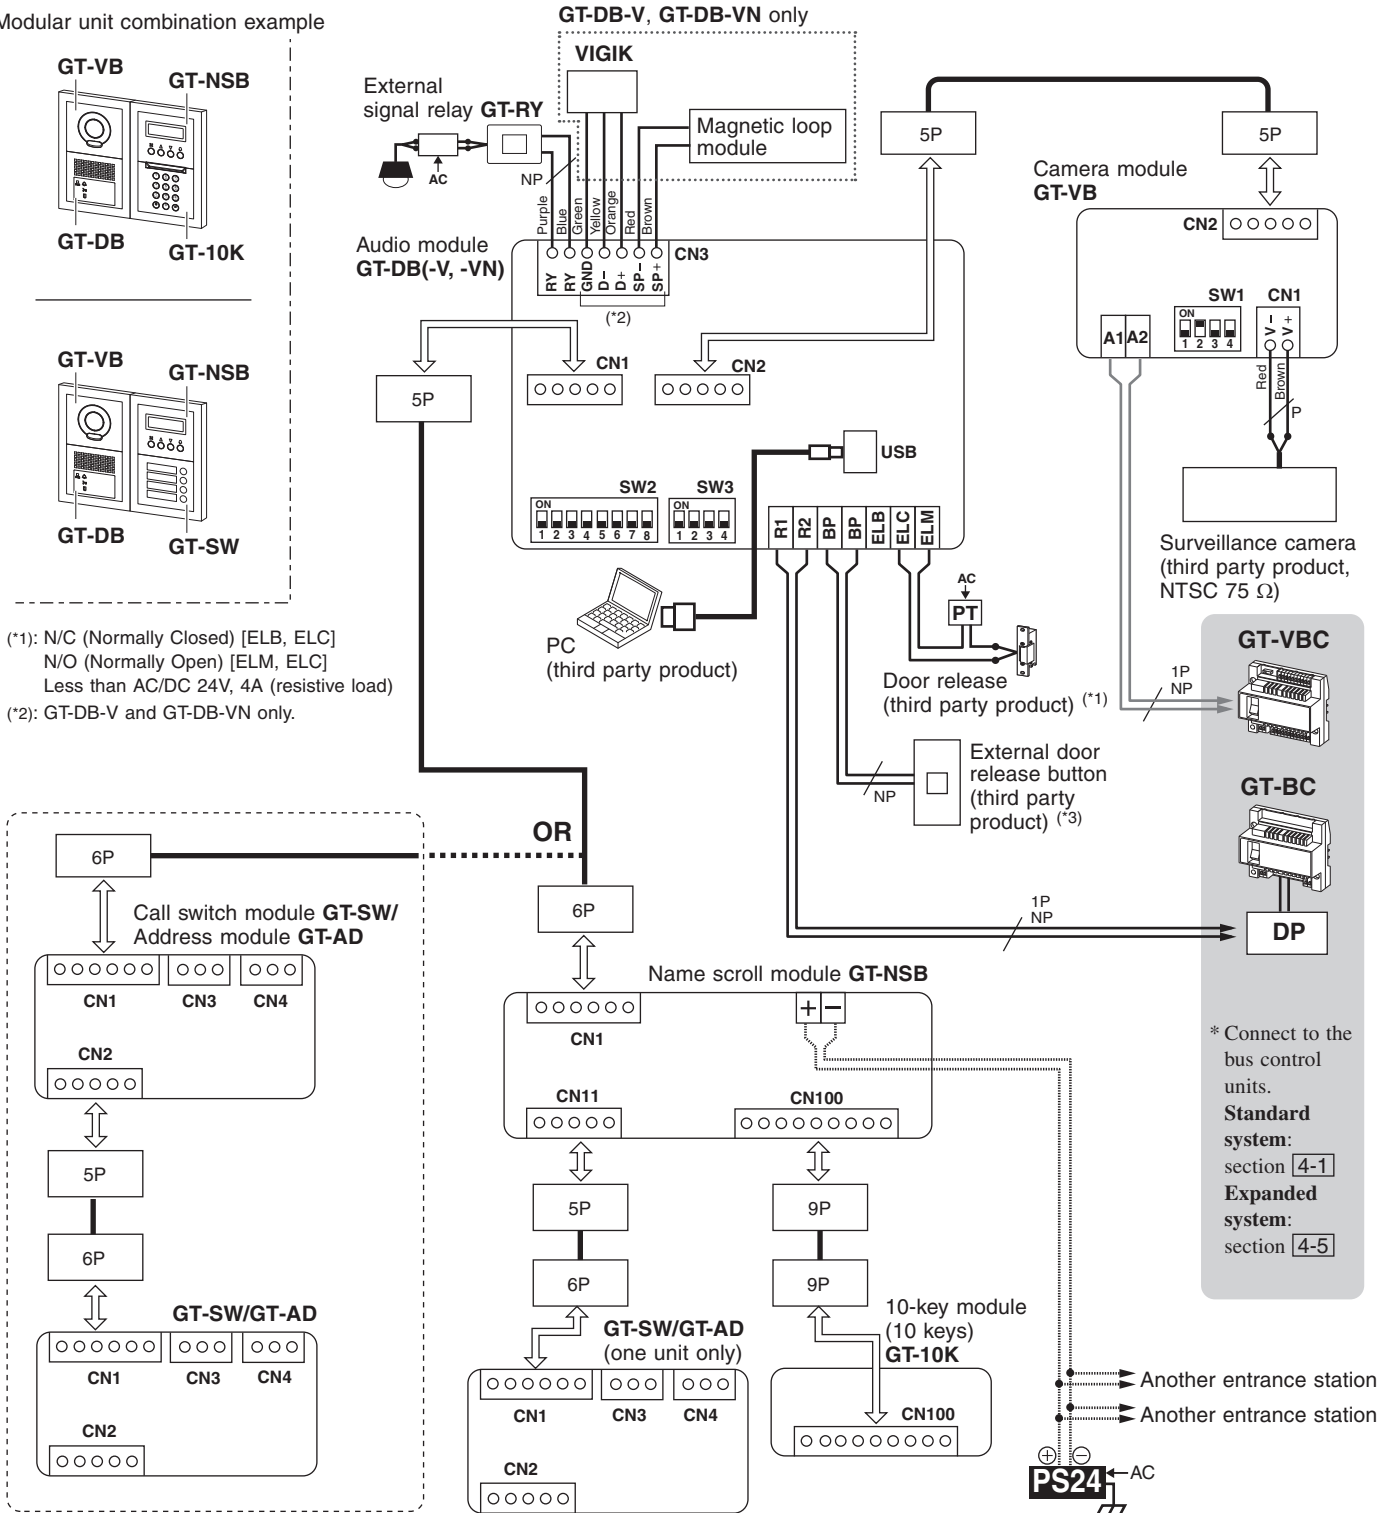 Modular unit combination example
GT-VB
GT-NSB
GT-DB
GT-10K
GT-VB
GT-NSB
GT-DB
GT-SW
(*1): N/C (Normally Closed) [ELB, ELC]
N/O (Normally Open) [ELM, ELC]
Less than AC/DC 24V, 4A (resistive load)
(*2): GT-DB-V and GT-DB-VN only.
GT-DB-V, GT-DB-VN only
VIGIK
External
signal relay GT-RY
AC
NP
Magnetic loop
module
Purple
Blue
Green
Yellow
Orange
Red
Brown
Audio module
GT-DB(-V, -VN)
RY
RY
GND
D-
D+
SP-
SP+
CN3
(*2)
CN1
CN2
5P
USB
SW2
ON
1 2 3 4 5 6 7 8
SW3
ON
1 2 3 4
R1
R2
BP
BP
ELB
ELC
ELM
PC
(third party product)
AC
PT
Door release
(third party product) (*1)
External door
release button
(third party
product) (*3)
NP
5P
5P
Camera module
GT-VB
CN2
SW1
ON
1 2 3 4
CN1
V-
V+
A1
A2
Red
Brown
P
Surveillance camera
(third party product,
NTSC 75 Ω)
GT-VBC
1P
NP
GT-BC
1P
NP
DP
* Connect to the
bus control
units.
Standard
system:
section 4-1
Expanded
system:
section 4-5
OR
6P
Call switch module GT-SW/
Address module GT-AD
CN1
CN3
CN4
CN2
5P
6P
GT-SW/GT-AD
CN1
CN3
CN4
CN2
6P
Name scroll module GT-NSB
+
−
CN1
CN11
CN100
5P
9P
6P
9P
GT-SW/GT-AD
(one unit only)
CN1
CN3
CN4
CN2
10-key module
(10 keys)
GT-10K
CN100
Another entrance station
Another entrance station
+
−
PS24
AC